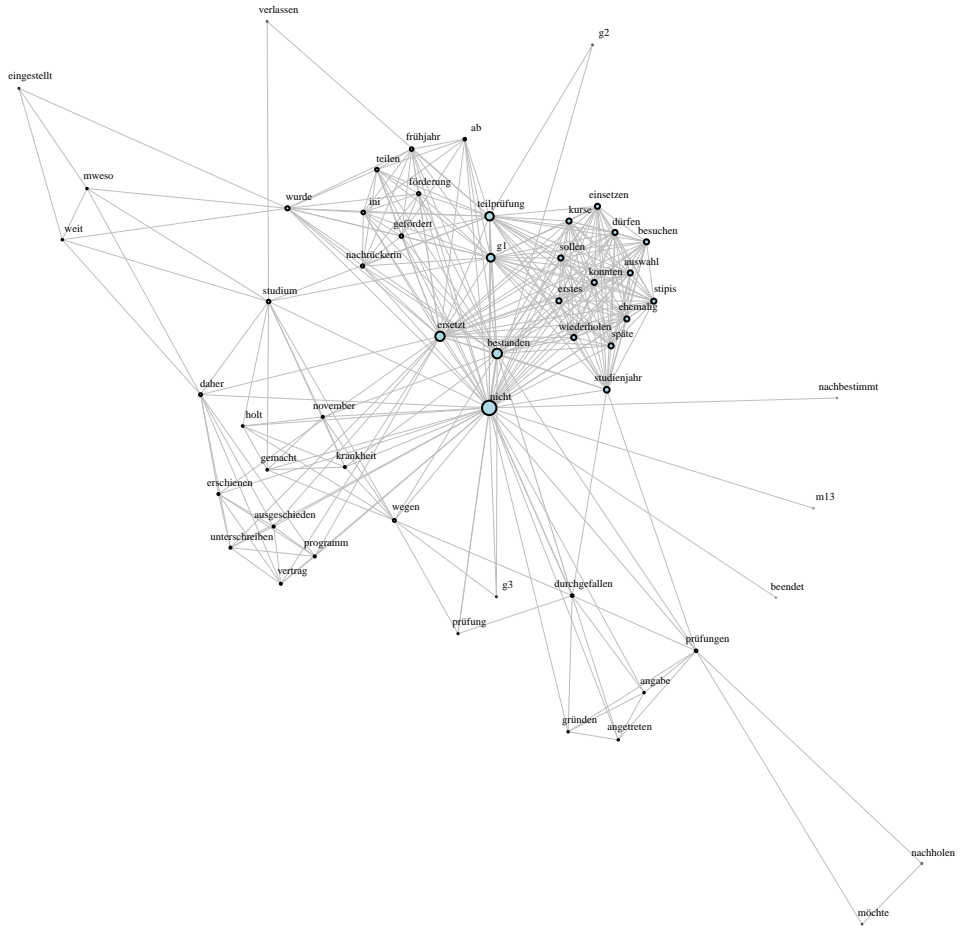 verlassen
g2
eingestellt
ab
frühjahr
teilen
mweso
förderung
einsetzen
wurde
ini
teilprüfung
kurse
dürfen
weit
gefördert
besuchen
g1
sollen
nachrückerin
auswahl
konnten
studium
erstes
stipis
ehemalig
ersetzt
wiederholen
späte
bestanden
studienjahr
daher
nachbestimmt
nicht
holt
november
gemacht
krankheit
erschienen
m13
wegen
ausgeschieden
unterschreiben
programm
vertrag
g3
durchgefallen
beendet
prüfung
prüfungen
angabe
gründen
angetreten
nachholen
möchte